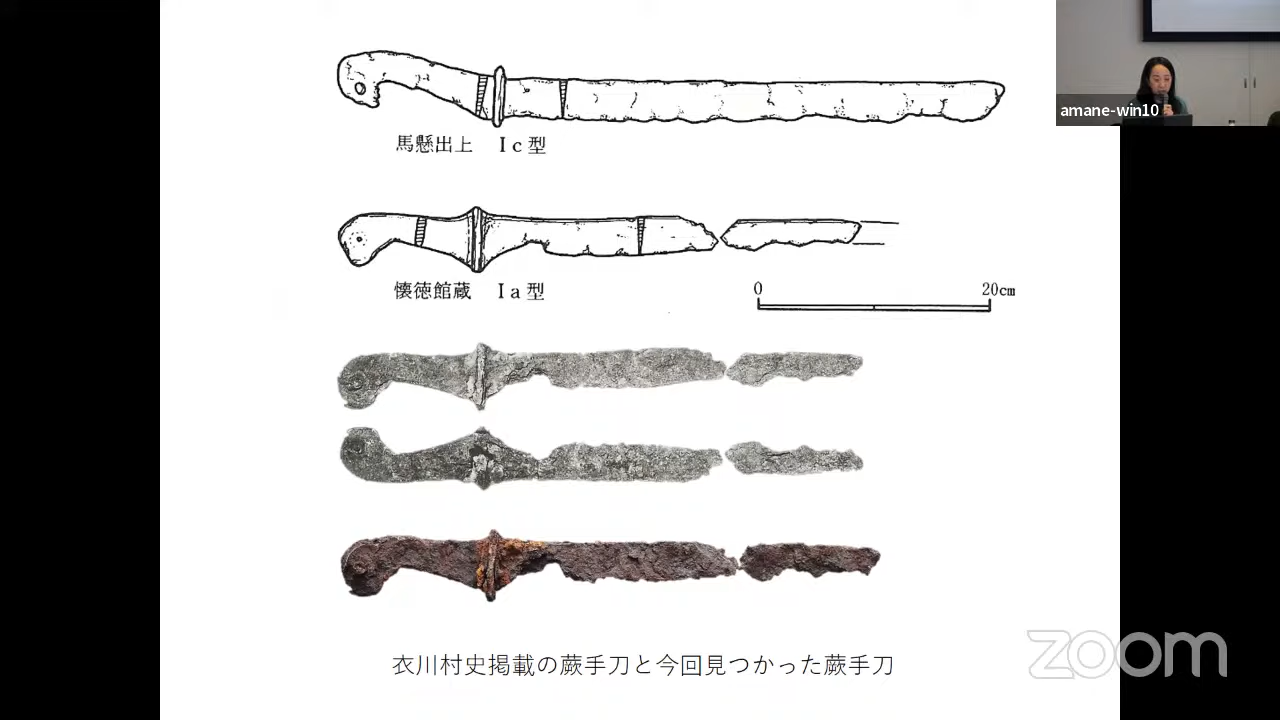 馬懸出上 Ⅰc型
懐徳館蔵 Ⅰa型
0 20cm
衣川村史掲載の蕨手刀と今回見つかった蕨手刀
amane-win10
zoom